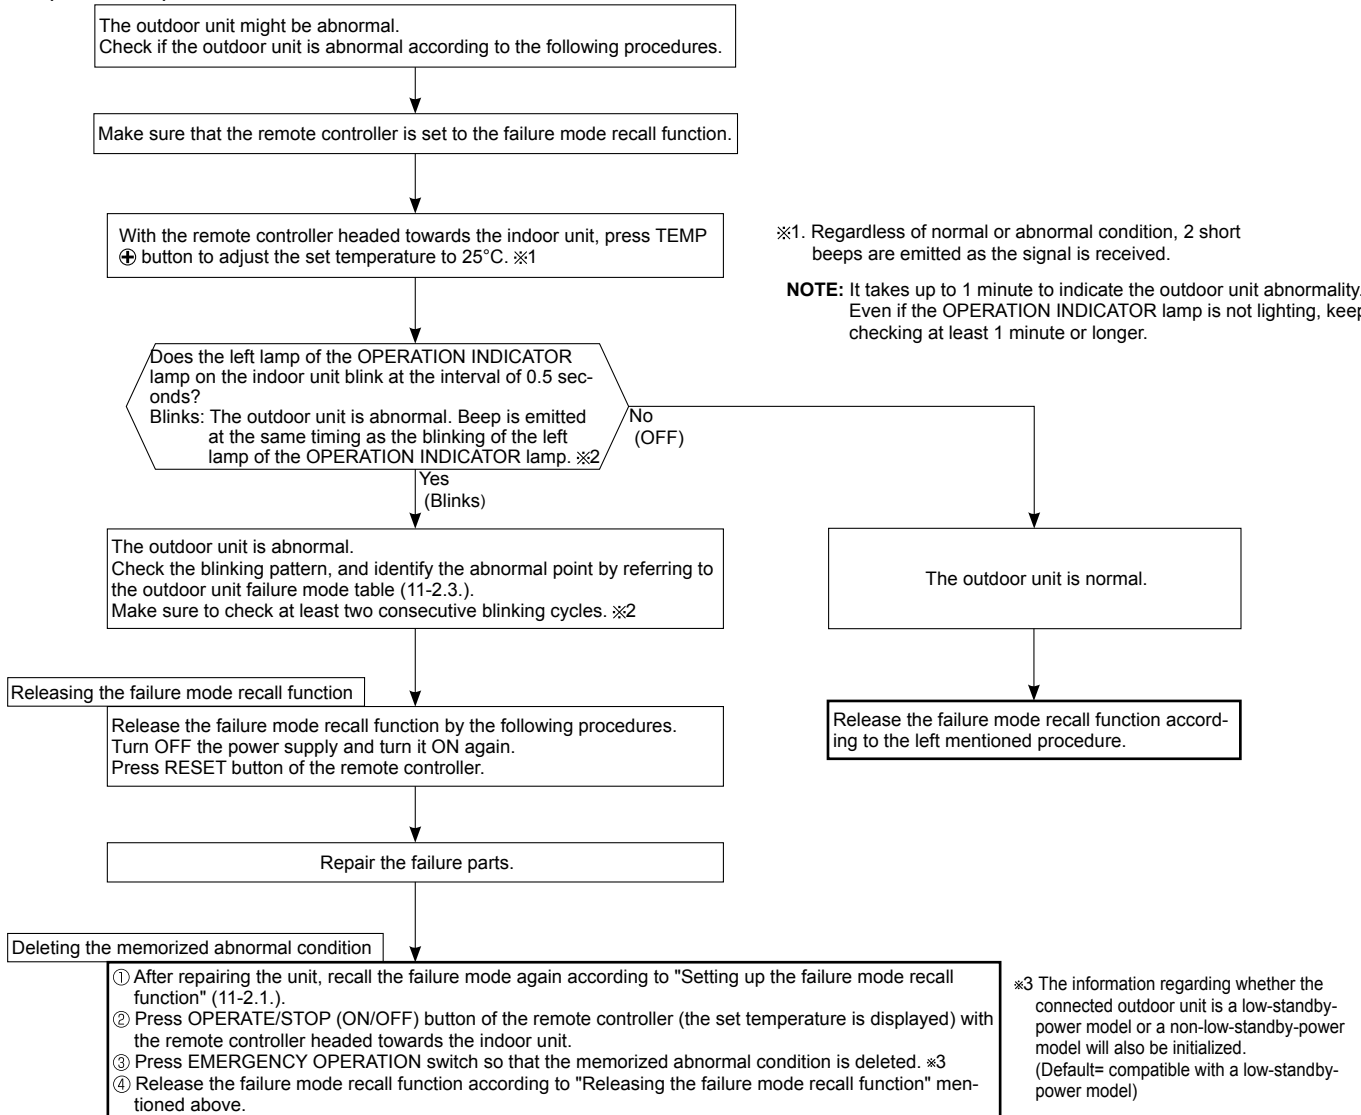 The outdoor unit might be abnormal.
Check if the outdoor unit is abnormal according to the following procedures.
Make sure that the remote controller is set to the failure mode recall function.
With the remote controller headed towards the indoor unit, press TEMP
⊕ button to adjust the set temperature to 25°C. ※1
※1. Regardless of normal or abnormal condition, 2 short
beeps are emitted as the signal is received.
NOTE: It takes up to 1 minute to indicate the outdoor unit abnormality.
Even if the OPERATION INDICATOR lamp is not lighting, keep
checking at least 1 minute or longer.
Does the left lamp of the OPERATION INDICATOR
lamp on the indoor unit blink at the interval of 0.5 sec-
onds?
Blinks: The outdoor unit is abnormal. Beep is emitted
at the same timing as the blinking of the left
lamp of the OPERATION INDICATOR lamp. ※2
No
(OFF)
Yes
(Blinks)
The outdoor unit is abnormal.
Check the blinking pattern, and identify the abnormal point by referring to
the outdoor unit failure mode table (11-2.3.).
Make sure to check at least two consecutive blinking cycles. ※2
The outdoor unit is normal.
Releasing the failure mode recall function
Release the failure mode recall function by the following procedures.
Turn OFF the power supply and turn it ON again.
Press RESET button of the remote controller.
Release the failure mode recall function accord-
ing to the left mentioned procedure.
Repair the failure parts.
Deleting the memorized abnormal condition
① After repairing the unit, recall the failure mode again according to "Setting up the failure mode recall
function" (11-2.1.).
② Press OPERATE/STOP (ON/OFF) button of the remote controller (the set temperature is displayed) with
the remote controller headed towards the indoor unit.
③ Press EMERGENCY OPERATION switch so that the memorized abnormal condition is deleted. ※3
④ Release the failure mode recall function according to "Releasing the failure mode recall function" men-
tioned above.
※3 The information regarding whether the
connected outdoor unit is a low-standby-
power model or a non-low-standby-power
model will also be initialized.
(Default= compatible with a low-standby-
power model)